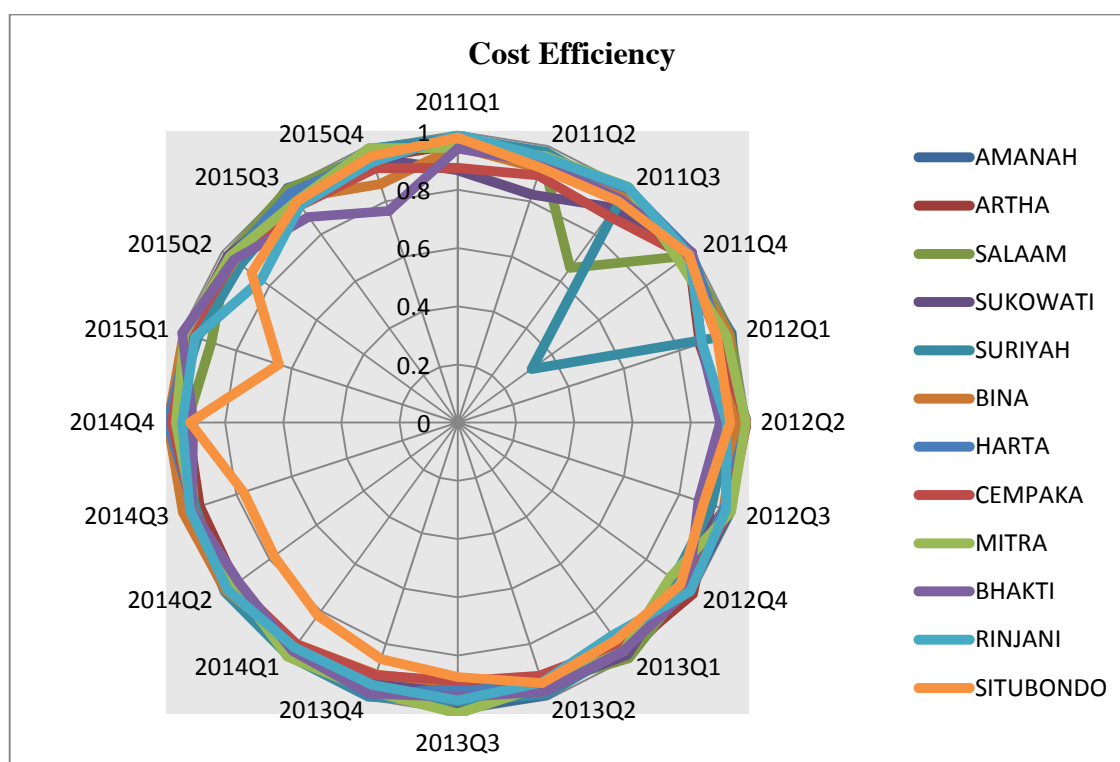 Cost Efficiency
2011Q1
2011Q2
2011Q3
2011Q4
2012Q1
2012Q2
2012Q3
2012Q4
2013Q1
2013Q2
2013Q3
2013Q4
2014Q1
2014Q2
2014Q3
2014Q4
2015Q1
2015Q2
2015Q3
2015Q4
1
0.8
0.6
0.4
0.2
0
AMANAH
ARTHA
SALAAM
SUKOWATI
SURIYAH
BINA
HARTA
CEMPAKA
MITRA
BHAKTI
RINJANI
SITUBONDO